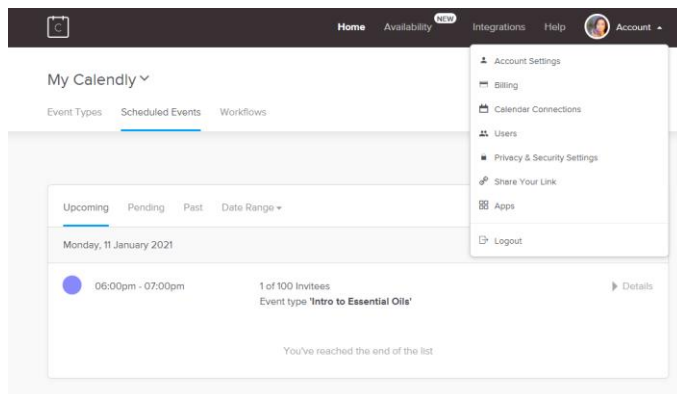 C
Home Availability NEW Integrations Help Account
Account Settings
Billing
Calendar Connections
Users
Privacy & Security Settings
Share Your Link
Apps
Logout
My Calendly
Event Types Scheduled Events Workflows
Upcoming Pending Past Date Range
Monday, 11 January 2021
06:00pm - 07:00pm 1 of 100 Invitees Details
Event type 'Intro to Essential Oils'
You've reached the end of the list